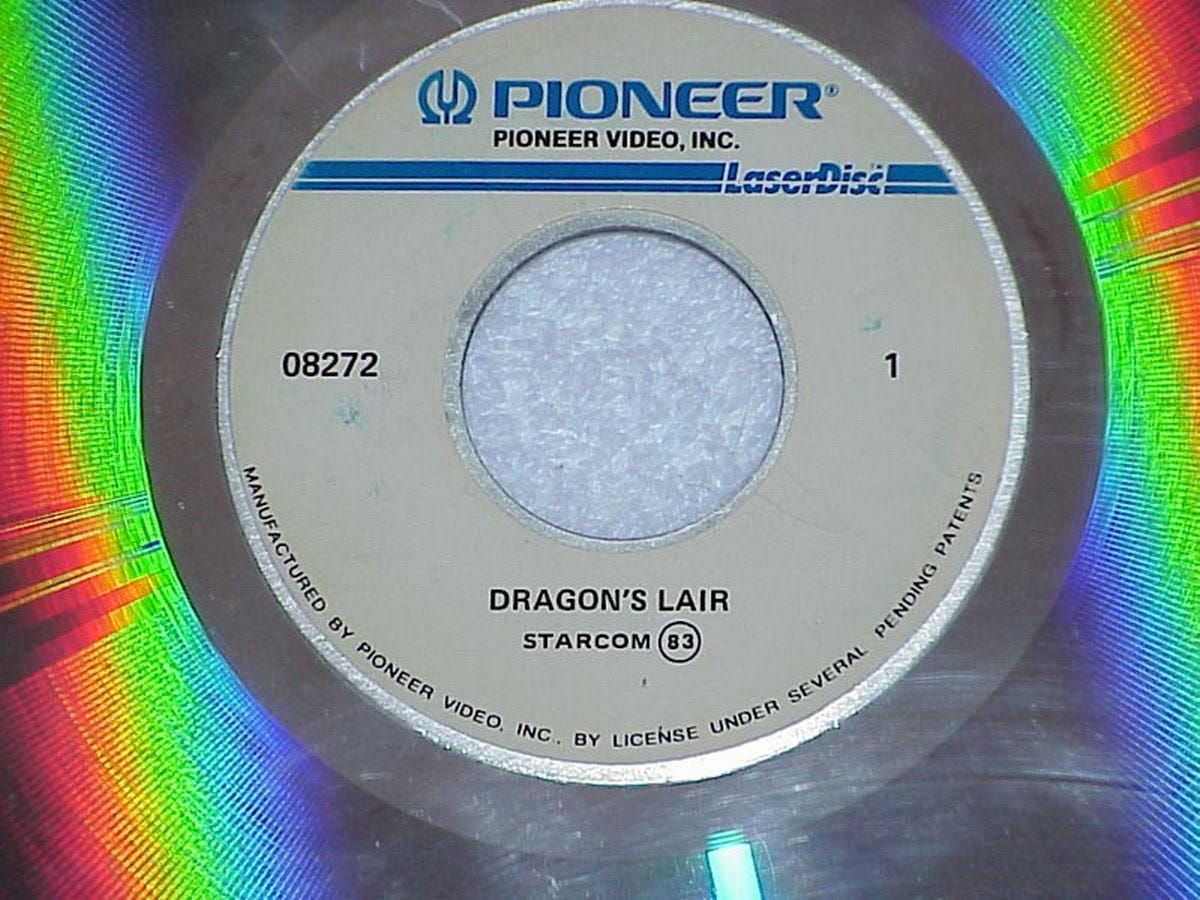 PIONEER®
PIONEER VIDEO, INC.
LaserDisc
08272
1
DRAGON'S LAIR
STARCOM 83
MANUFACTURED BY PIONEER VIDEO, INC., BY LICENSE UNDER SEVERAL PENDING PATENTS